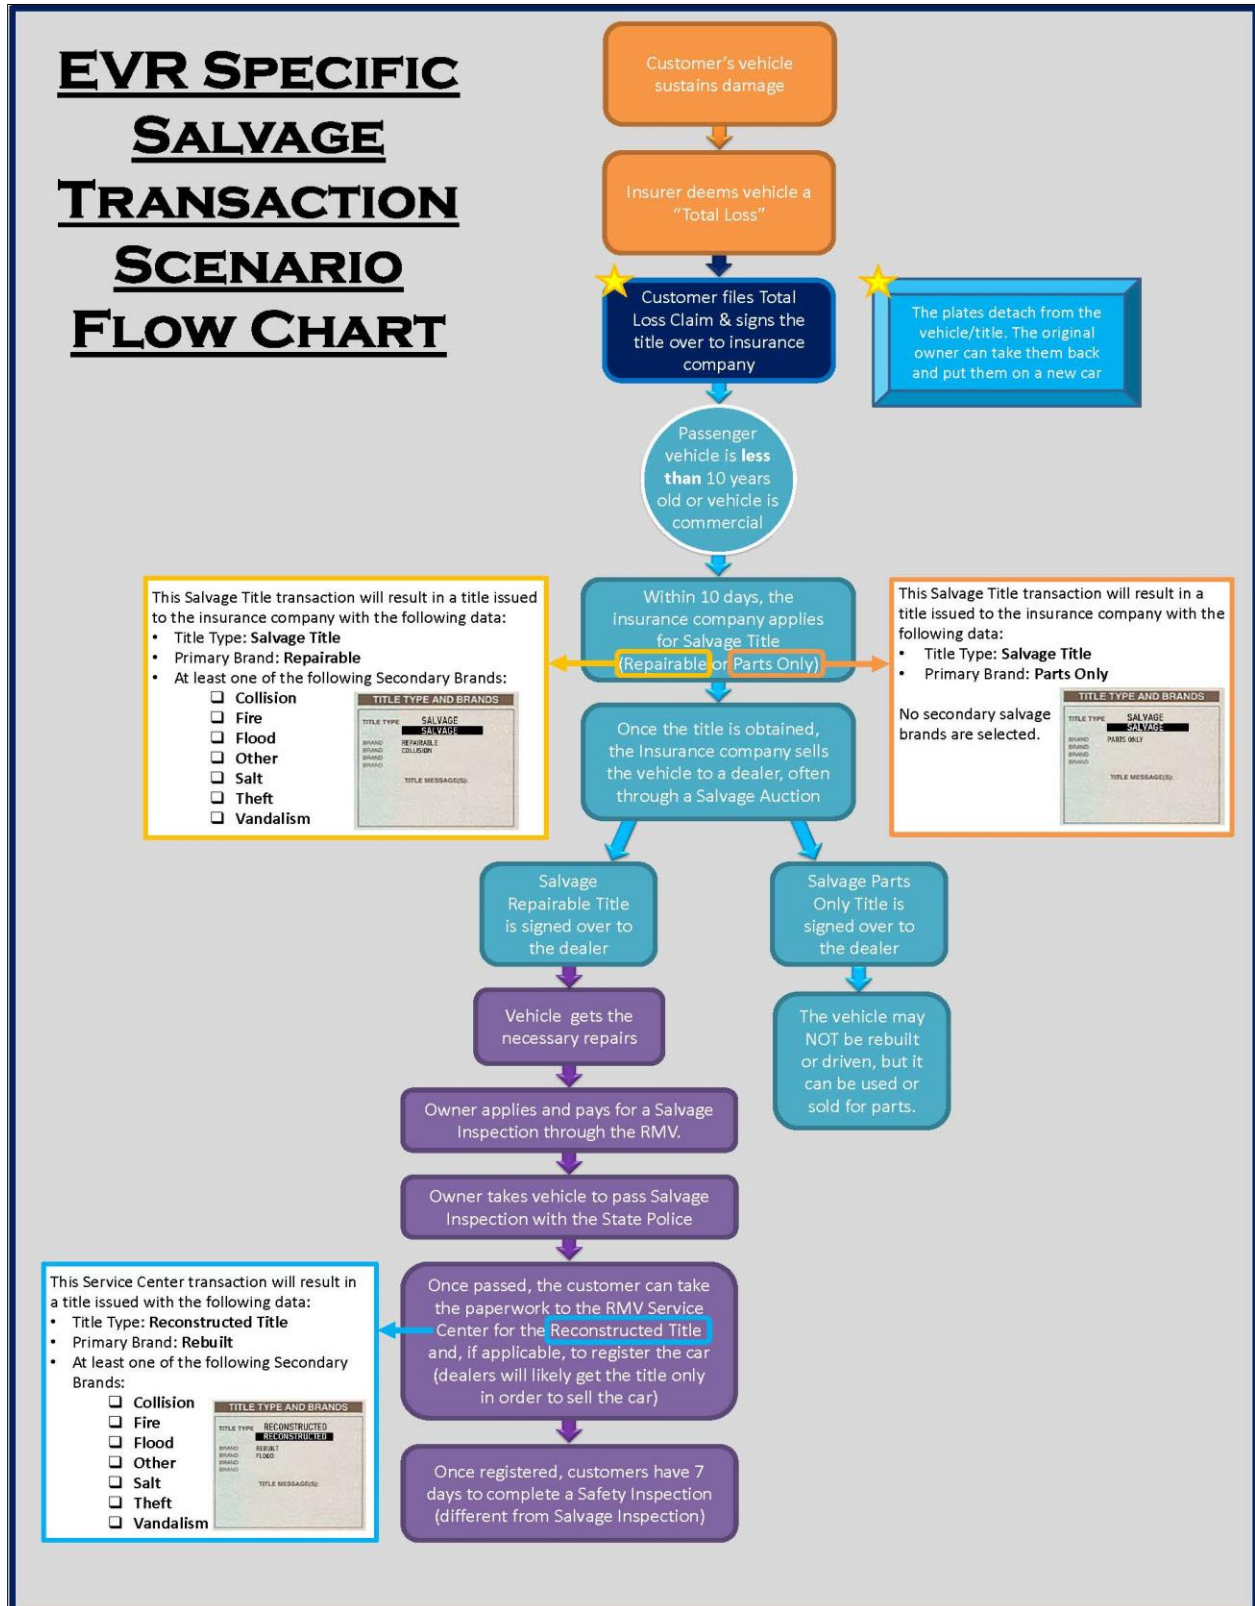 EVR SPECIFIC
SALVAGE
TRANSACTION
SCENARIO
FLOW CHART
Customer's vehicle
sustains damage
Insurer deems vehicle a
"Total Loss"
Customer files Total
Loss Claim & signs the
title over to insurance
company
The plates detach from the
vehicle/title. The original
owner can take them back
and put them on a new car
Passenger
vehicle is less
than 10 years
old or vehicle is
commercial
Within 10 days, the
insurance company applies
for Salvage Title
(Repairable or Parts Only)
This Salvage Title transaction will result in a title issued
to the insurance company with the following data:
• Title Type: Salvage Title
• Primary Brand: Repairable
• At least one of the following Secondary Brands:
❑ Collision
❑ Fire
❑ Flood
❑ Other
❑ Salt
❑ Theft
❑ Vandalism
TITLE TYPE AND BRANDS
TITLE TYPE SALVAGE
SALVAGE
BRAND REPAIRABLE
BRAND COLLISION
BRAND
BRAND
TITLE MESSAGE(S):
This Salvage Title transaction will result in a
title issued to the insurance company with the
following data:
• Title Type: Salvage Title
• Primary Brand: Parts Only
No secondary salvage
brands are selected.
TITLE TYPE AND BRANDS
TITLE TYPE SALVAGE
SALVAGE
BRAND PARTS ONLY
BRAND
BRAND
BRAND
TITLE MESSAGE(S):
Once the title is obtained,
the Insurance company sells
the vehicle to a dealer, often
through a Salvage Auction
Salvage
Repairable Title
is signed over to
the dealer
Salvage Parts
Only Title is
signed over to
the dealer
Vehicle gets the
necessary repairs
The vehicle may
NOT be rebuilt
or driven, but it
can be used or
sold for parts.
Owner applies and pays for a Salvage
Inspection through the RMV.
Owner takes vehicle to pass Salvage
Inspection with the State Police
Once passed, the customer can take
the paperwork to the RMV Service
Center for the Reconstructed Title
and, if applicable, to register the car
(dealers will likely get the title only
in order to sell the car)
This Service Center transaction will result in
a title issued with the following data:
• Title Type: Reconstructed Title
• Primary Brand: Rebuilt
• At least one of the following Secondary
Brands:
❑ Collision
❑ Fire
❑ Flood
❑ Other
❑ Salt
❑ Theft
❑ Vandalism
TITLE TYPE AND BRANDS
TITLE TYPE RECONSTRUCTED
RECONSTRUCTED
BRAND REBUILT
BRAND FLOOD
BRAND
BRAND
TITLE MESSAGE(S):
Once registered, customers have 7
days to complete a Safety Inspection
(different from Salvage Inspection)